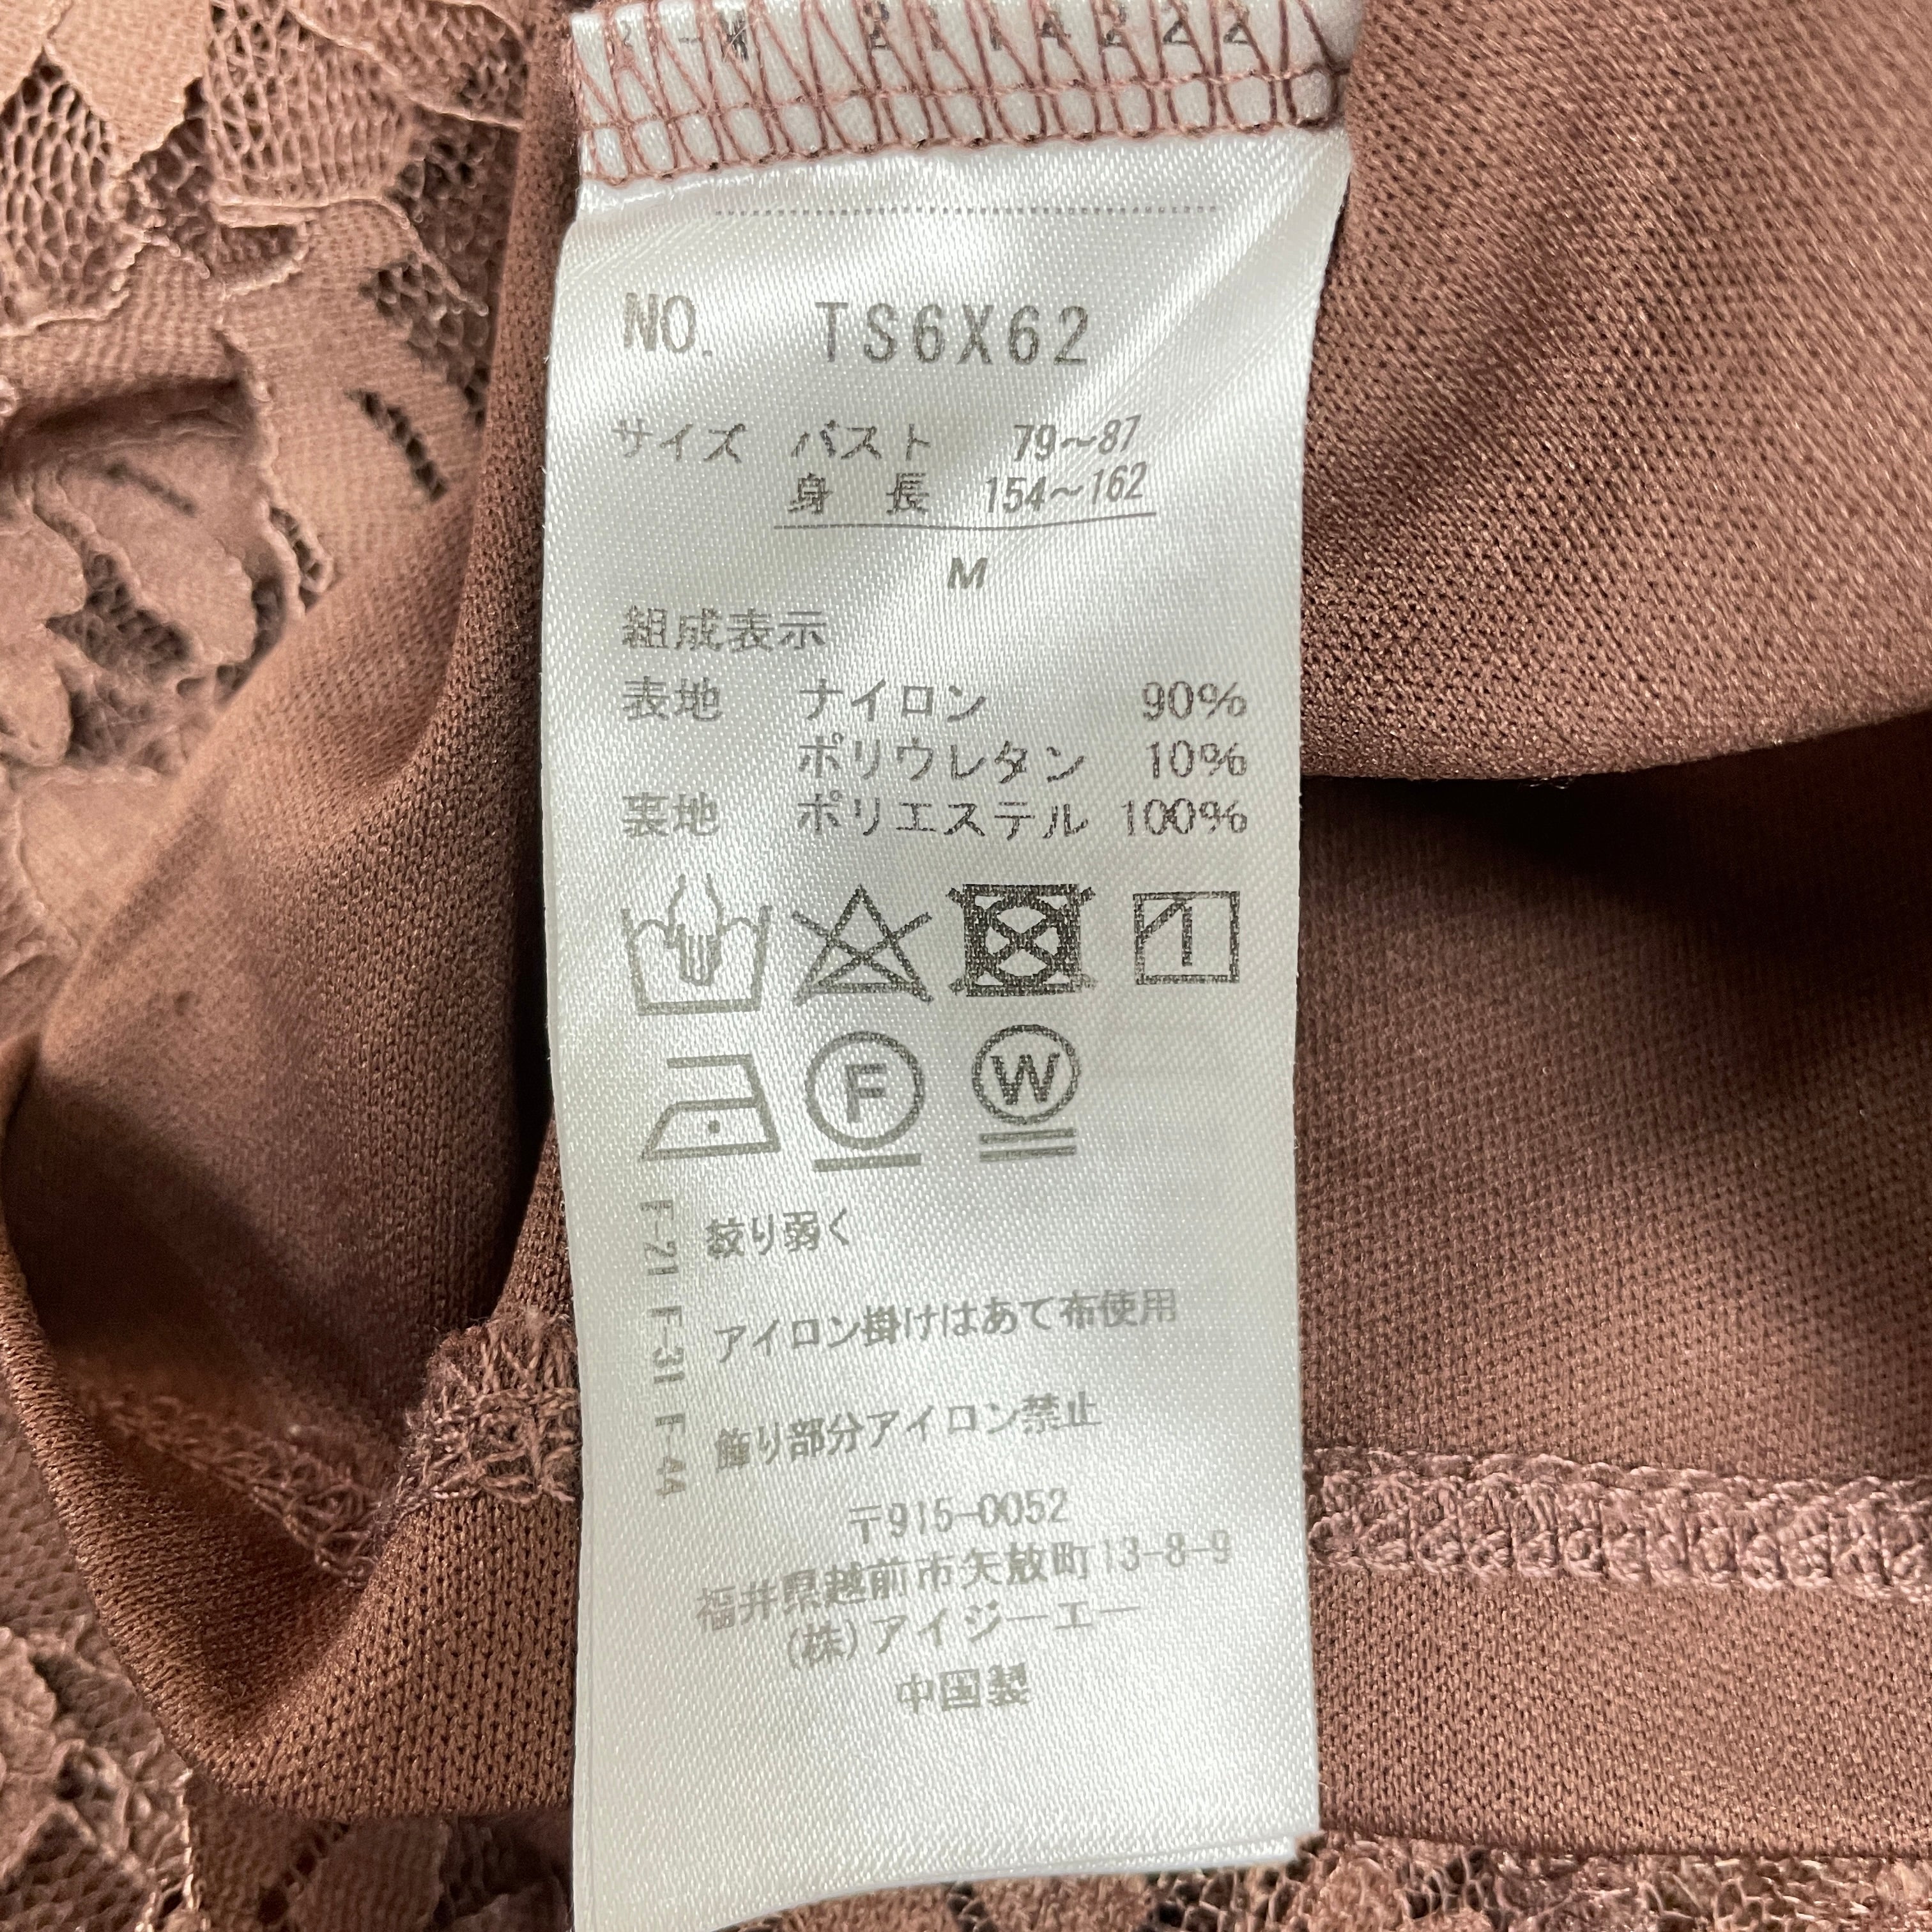 NO. TS6X62
サイズ バスト 79~87
身長 154~162
M
組成表示
表地 ナイロン 90%
ポリウレタン 10%
裏地 ポリエステル 100%
1
F
W
F-21 F-31 F-44
絞り弱く
アイロン掛けはあて布使用
飾り部分アイロン禁止
〒915-0052
福井県越前市矢放町13-8-9
(株)アイジーエー
中国製